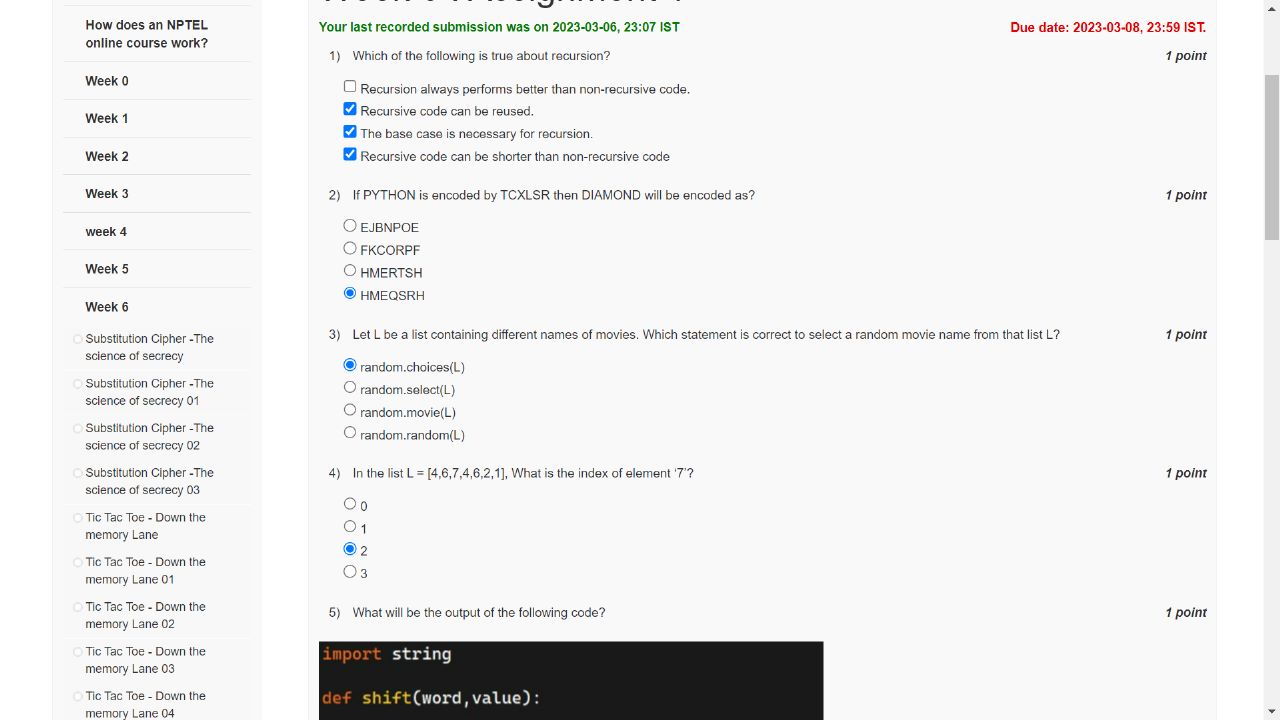 How does an NPTEL
online course work?
Week 0
Week 1
Week 2
Week 3
week 4
Week 5
Week 6
Substitution Cipher -The
science of secrecy
Substitution Cipher -The
science of secrecy 01
Substitution Cipher -The
science of secrecy 02
Substitution Cipher -The
science of secrecy 03
Tic Tac Toe - Down the
memory Lane
Tic Tac Toe - Down the
memory Lane 01
Tic Tac Toe - Down the
memory Lane 02
Tic Tac Toe - Down the
memory Lane 03
Tic Tac Toe - Down the
memory Lane 04
Your last recorded submission was on 2023-03-06, 23:07 IST Due date: 2023-03-08, 23:59 IST.
1) Which of the following is true about recursion? 1 point
Recursion always performs better than non-recursive code.
Recursive code can be reused.
The base case is necessary for recursion.
Recursive code can be shorter than non-recursive code
2) If PYTHON is encoded by TCXLSR then DIAMOND will be encoded as? 1 point
EJBNPOE
FKCORPF
HMERTSH
HMEQSRH
3) Let L be a list containing different names of movies. Which statement is correct to select a random movie name from that list L? 1 point
random.choices(L)
random.select(L)
random.movie(L)
random.random(L)
4) In the list L = [4,6,7,4,6,2,1], What is the index of element ‘7’? 1 point
0
1
2
3
5) What will be the output of the following code? 1 point
import string
def shift(word,value):